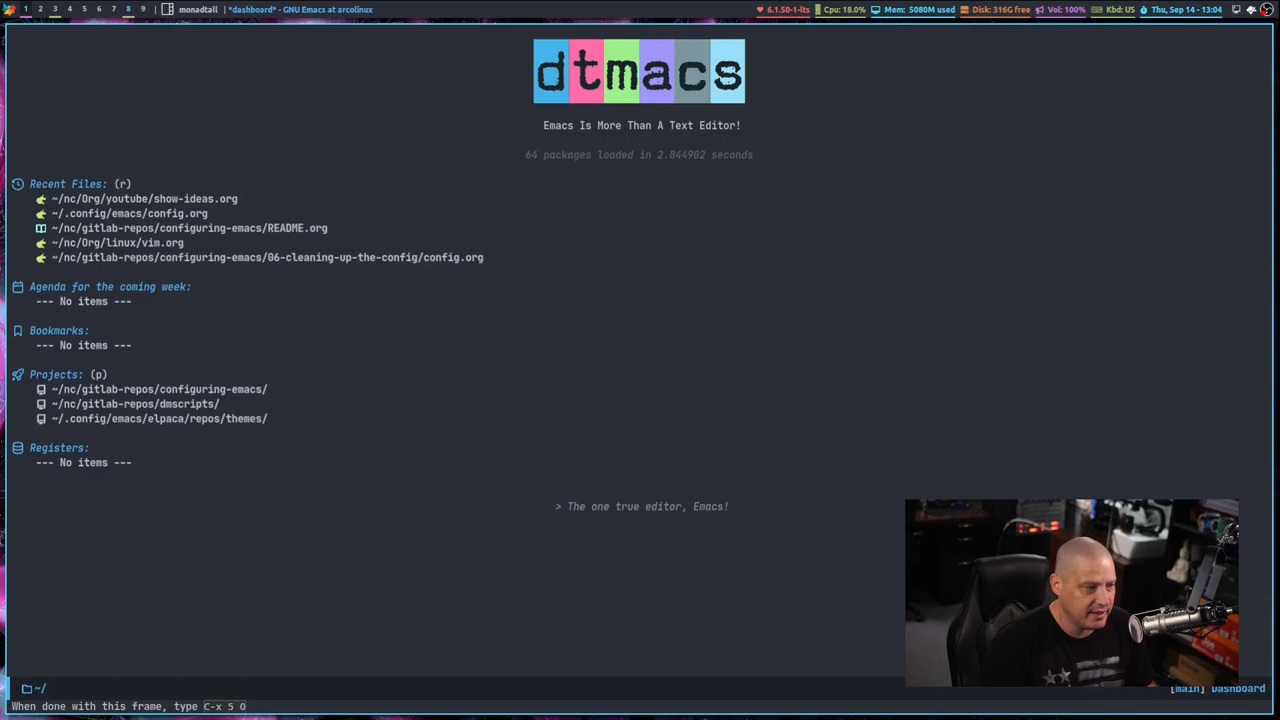 1 2 3 4 5 6 7 8 9 monadtall *dashboard* - GNU Emacs at arcolinux 6.1.50-1-lts Cpu: 18.0% Mem: 5080M used Disk: 316G free Vol: 100% Kbd: US Thu, Sep 14 - 13:04
dtmacs
Emacs Is More Than A Text Editor!
64 packages loaded in 2.844902 seconds
Recent Files: (r)
~/nc/Org/youtube/show-ideas.org
~/.config/emacs/config.org
~/nc/gitlab-repos/configuring-emacs/README.org
~/nc/Org/linux/vim.org
~/nc/gitlab-repos/configuring-emacs/06-cleaning-up-the-config/config.org
Agenda for the coming week:
--- No items ---
Bookmarks:
--- No items ---
Projects: (p)
~/nc/gitlab-repos/configuring-emacs/
~/nc/gitlab-repos/dmscripts/
~/.config/emacs/elpaca/repos/themes/
Registers:
--- No items ---
> The one true editor, Emacs!
~/ [main] Dashboard
When done with this frame, type C-x 5 0